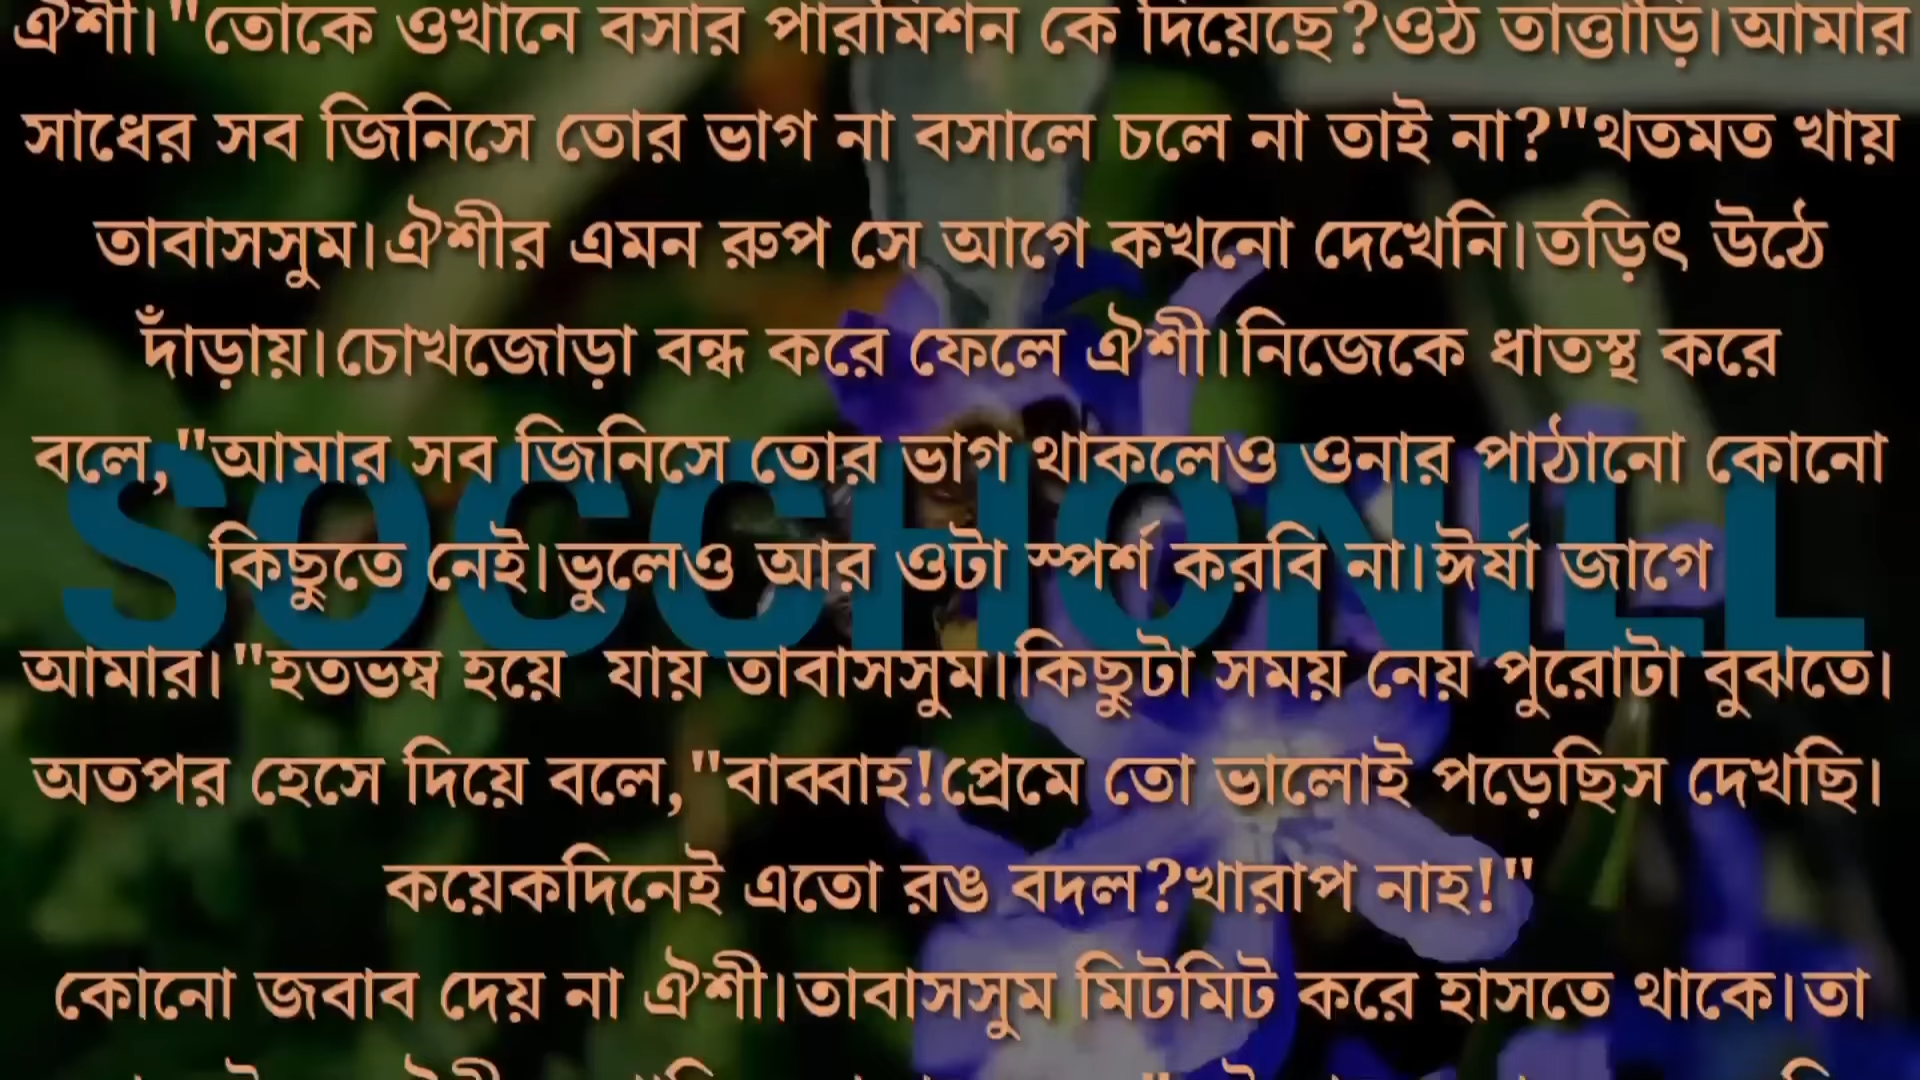 ঐশী।"তোকে ওখানে বসার পারমিশন কে দিয়েছে?ওঠ তাত্তাড়ি।আমার
সাধের সব জিনিসে তোর ভাগ না বসালে চলে না তাই না?"থতমত খায়
তাবাসসুম।ঐশীর এমন রুপ সে আগে কখনো দেখেনি।তড়িৎ উঠে
দাঁড়ায়।চোখজোড়া বন্ধ করে ফেলে ঐশী।নিজেকে ধাতস্থ করে
বলে,"আমার সব জিনিসে তোর ভাগ থাকলেও ওনার পাঠানো কোনো
কিছুতে নেই।ভুলেও আর ওটা স্পর্শ করবি না।ঈর্ষা জাগে
SOCCHONILL
আমার।"হতভম্ব হয়ে  যায় তাবাসসুম।কিছুটা সময় নেয় পুরোটা বুঝতে।
অতপর হেসে দিয়ে বলে,"বাব্বাহ!প্রেমে তো ভালোই পড়েছিস দেখছি।
কয়েকদিনেই এতো রঙ বদল?খারাপ নাহ!"
কোনো জবাব দেয় না ঐশী।তাবাসসুম মিটমিট করে হাসতে থাকে।তা